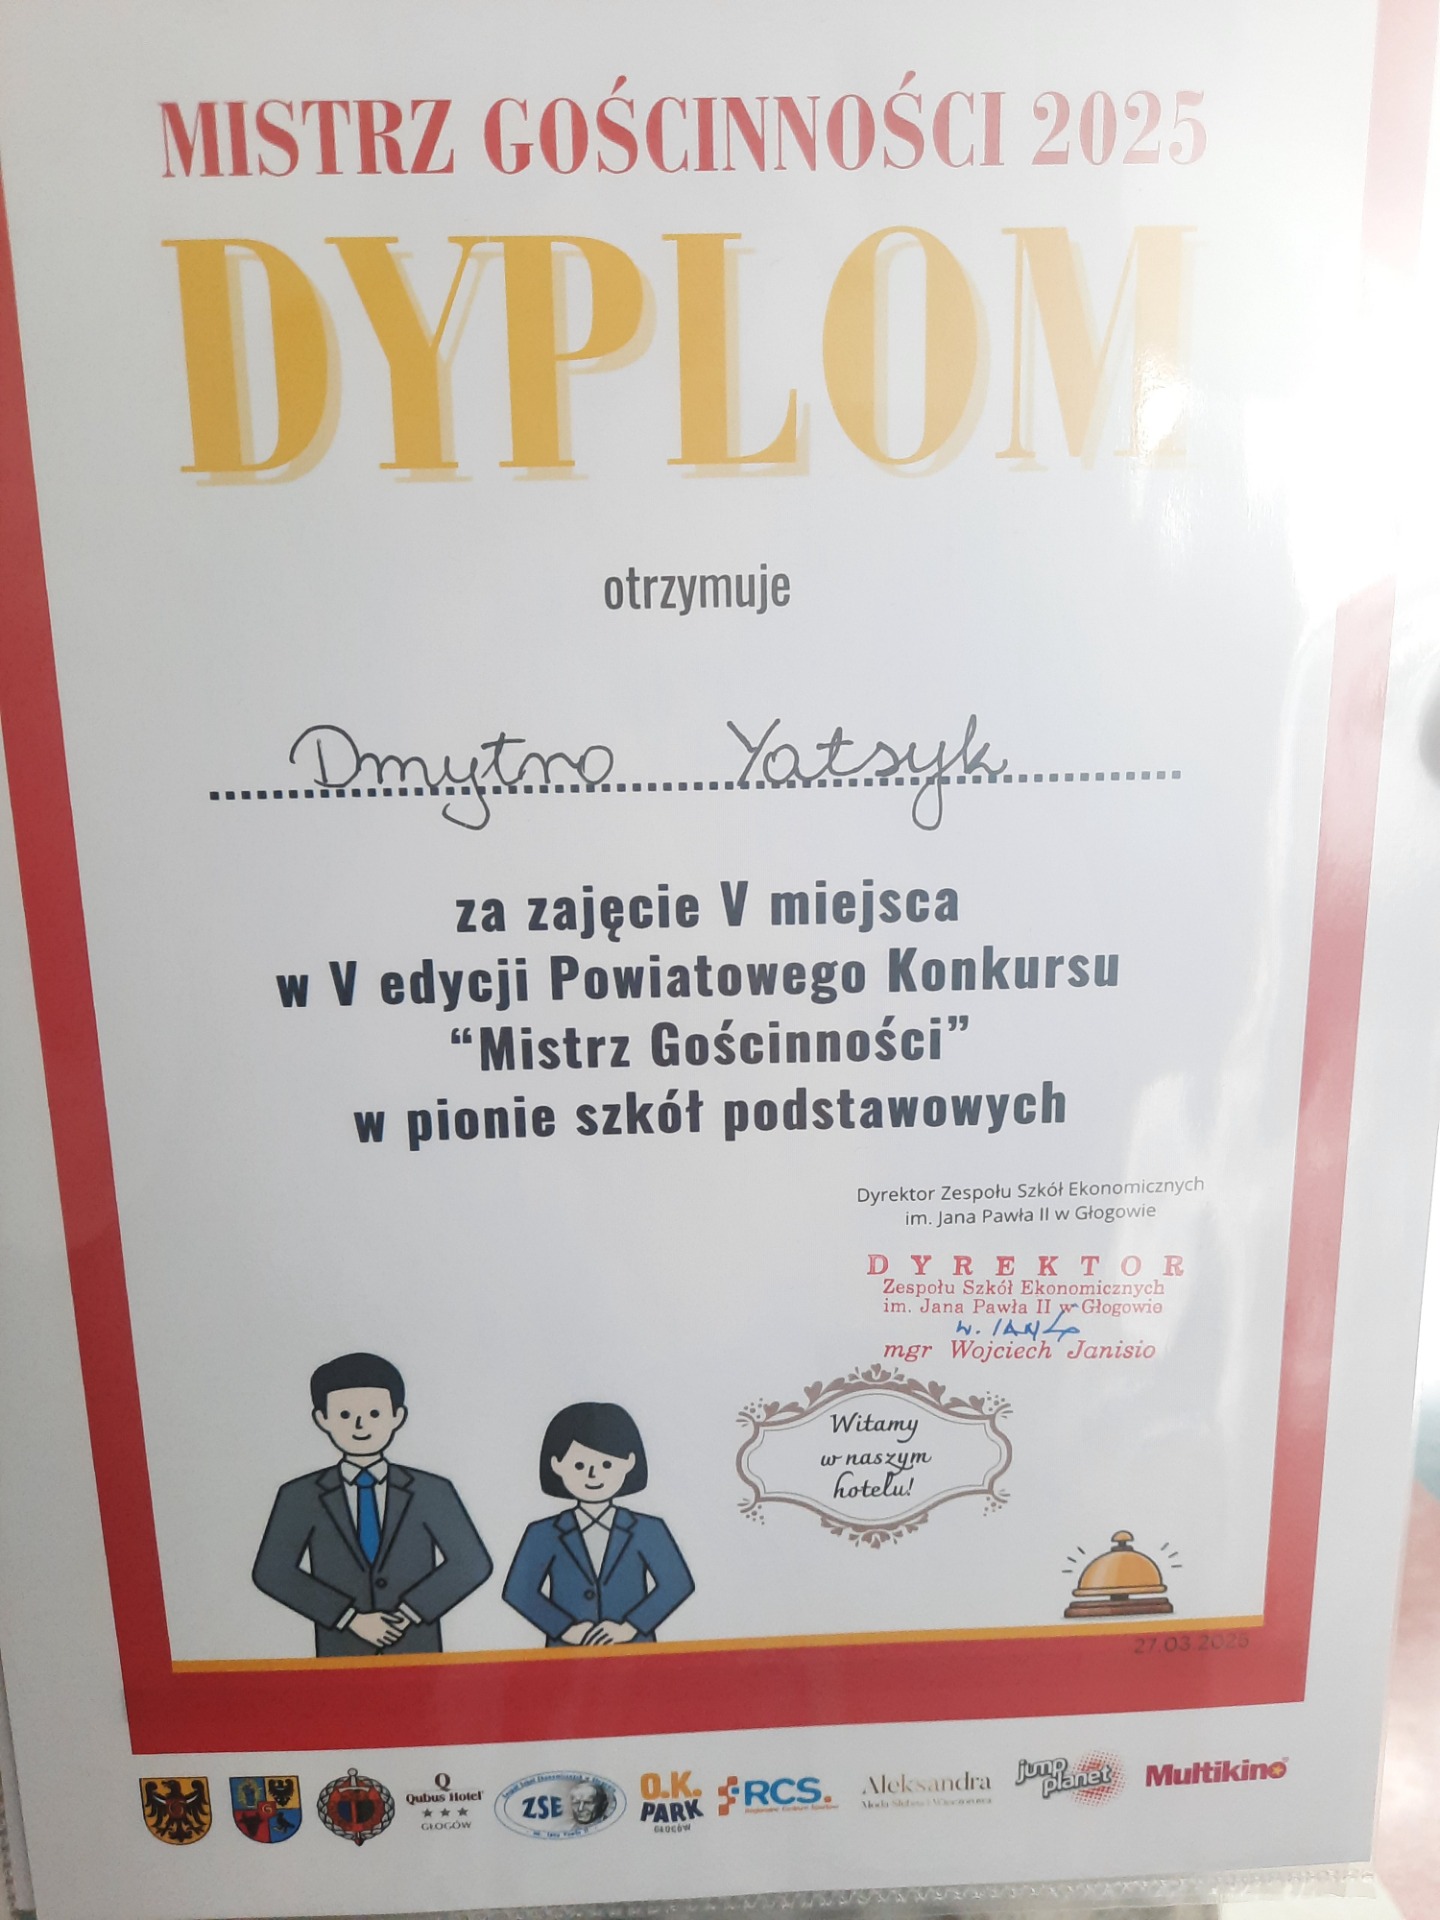 MISTRZ GOŚCINNOŚCI 2025
DYPLOM
otrzymuje
Dmytro Yatsyk
za zajęcie V miejsca
w V edycji Powiatowego Konkursu
“Mistrz Gościnności”
w pionie szkół podstawowych
Dyrektor Zespołu Szkół Ekonomicznych
im. Jana Pawła II w Głogowie
DYREKTOR
Zespołu Szkół Ekonomicznych
im. Jana Pawła II w Głogowie
mgr Wojciech Janisio
Witamy
w naszym
hotelu!
27.03.2025
Q
Qubus Hotel
GŁOGÓW
ZSE
O.K.
PARK
GŁOGÓW
RCS.
Aleksandra
jump
planet
Multikino